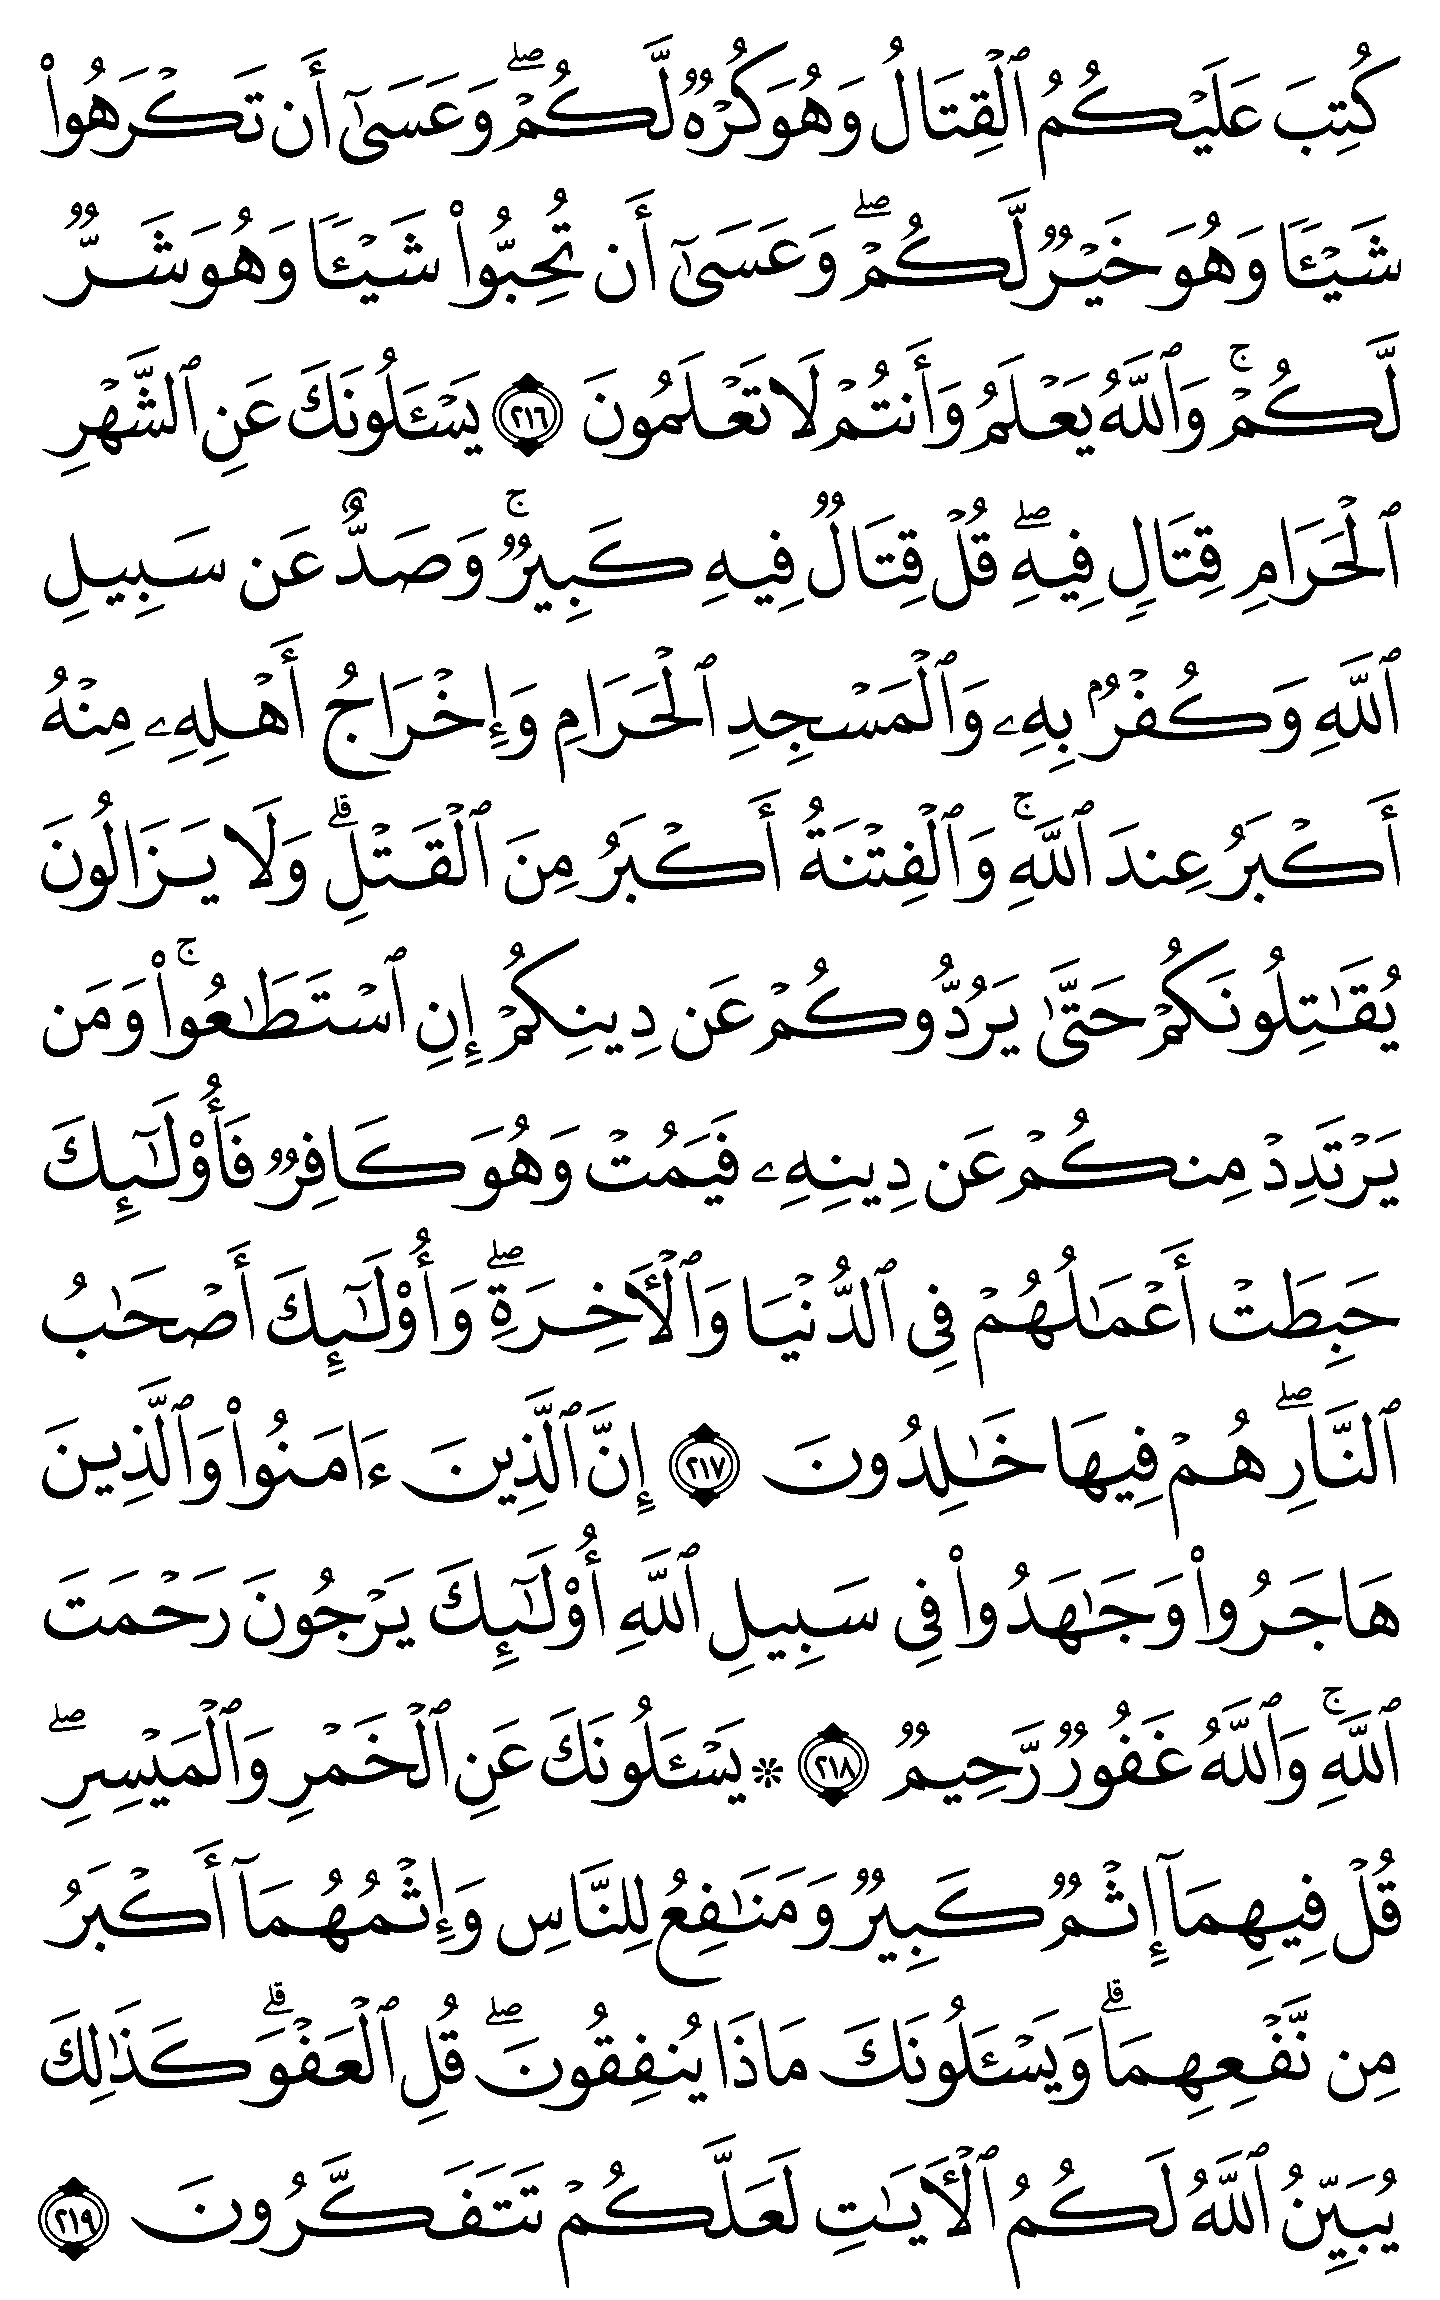 كُتِبَ عَلَيۡكُمُ ٱلۡقِتَالُ وَهُوَ كُرۡهٞ لَّكُمۡۖ وَعَسَىٰٓ أَن تَكۡرَهُواْ
شَيۡـٔٗا وَهُوَ خَيۡرٞ لَّكُمۡۖ وَعَسَىٰٓ أَن تُحِبُّواْ شَيۡـٔٗا وَهُوَ شَرّٞ
لَّكُمۡۚ وَٱللَّهُ يَعۡلَمُ وَأَنتُمۡ لَا تَعۡلَمُونَ ٢١٦ يَسۡـَٔلُونَكَ عَنِ ٱلشَّهۡرِ
ٱلۡحَرَامِ قِتَالٖ فِيهِۖ قُلۡ قِتَالٞ فِيهِ كَبِيرٞۚ وَصَدٌّ عَن سَبِيلِ
ٱللَّهِ وَكُفۡرُۢ بِهِۦ وَٱلۡمَسۡجِدِ ٱلۡحَرَامِ وَإِخۡرَاجُ أَهۡلِهِۦ مِنۡهُ
أَكۡبَرُ عِندَ ٱللَّهِۚ وَٱلۡفِتۡنَةُ أَكۡبَرُ مِنَ ٱلۡقَتۡلِۗ وَلَا يَزَالُونَ
يُقَٰتِلُونَكُمۡ حَتَّىٰ يَرُدُّوكُمۡ عَن دِينِكُمۡ إِنِ ٱسۡتَطَٰعُواْۚ وَمَن
يَرۡتَدِدۡ مِنكُمۡ عَن دِينِهِۦ فَيَمُتۡ وَهُوَ كَافِرٞ فَأُوْلَٰٓئِكَ
حَبِطَتۡ أَعۡمَٰلُهُمۡ فِي ٱلدُّنۡيَا وَٱلۡأٓخِرَةِۖ وَأُوْلَٰٓئِكَ أَصۡحَٰبُ
ٱلنَّارِۖ هُمۡ فِيهَا خَٰلِدُونَ ٢١٧ إِنَّ ٱلَّذِينَ ءَامَنُواْ وَٱلَّذِينَ
هَاجَرُواْ وَجَٰهَدُواْ فِي سَبِيلِ ٱللَّهِ أُوْلَٰٓئِكَ يَرۡجُونَ رَحۡمَتَ
ٱللَّهِۚ وَٱللَّهُ غَفُورٞ رَّحِيمٞ ٢١٨ ۞ يَسۡـَٔلُونَكَ عَنِ ٱلۡخَمۡرِ وَٱلۡمَيۡسِرِۖ
قُلۡ فِيهِمَآ إِثۡمٞ كَبِيرٞ وَمَنَٰفِعُ لِلنَّاسِ وَإِثۡمُهُمَآ أَكۡبَرُ
مِن نَّفۡعِهِمَاۗ وَيَسۡـَٔلُونَكَ مَاذَا يُنفِقُونَۖ قُلِ ٱلۡعَفۡوَۗ كَذَٰلِكَ
يُبَيِّنُ ٱللَّهُ لَكُمُ ٱلۡأٓيَٰتِ لَعَلَّكُمۡ تَتَفَكَّرُونَ ٢١٩